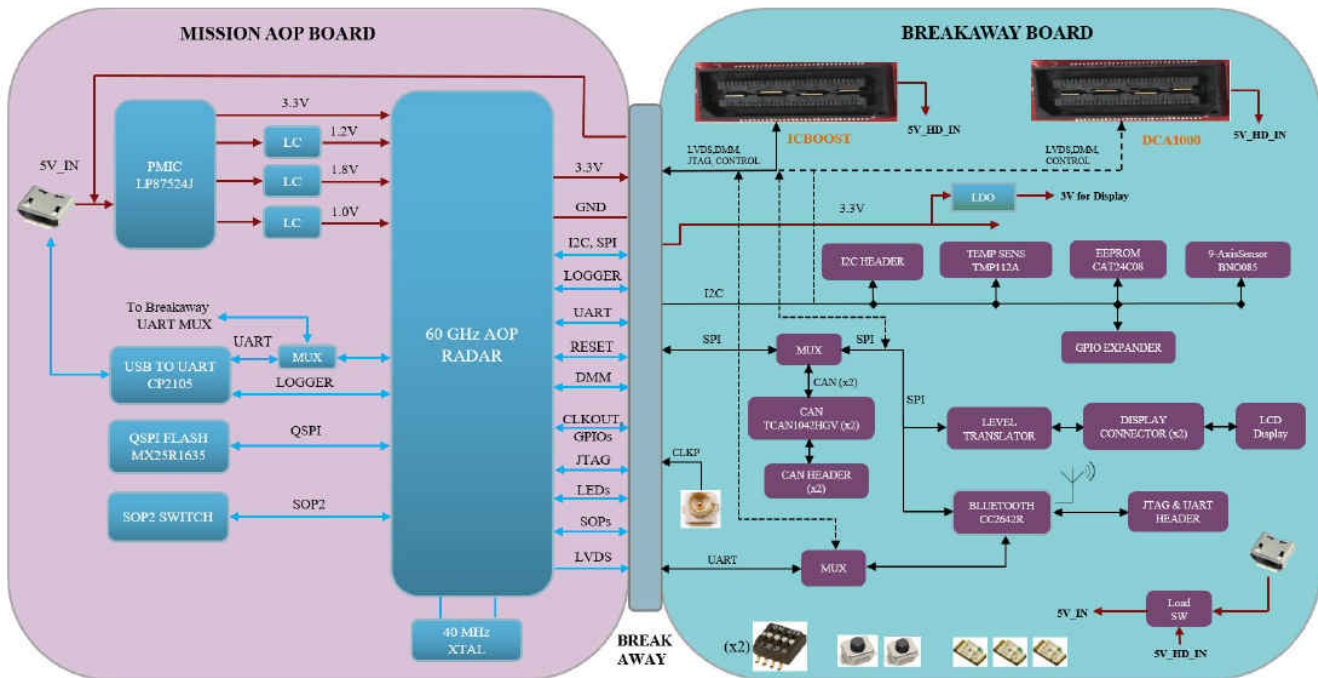 MISSION AOP BOARD
BREAKAWAY BOARD
5V_IN
PMIC
LP87524J
3.3V
LC
1.2V
LC
1.8V
LC
1.0V
To Breakaway
UART MUX
UART
MUX
USB TO UART
CP2105
LOGGER
QSPI FLASH
MX25R1635
QSPI
SOP2 SWITCH
SOP2
60 GHz AOP
RADAR
40 MHz
XTAL
3.3V
GND
I2C, SPI
LOGGER
UART
RESET
DMM
CLKOUT,
GPIOs
JTAG
LEDs
SOPs
LVDS
BREAK
AWAY
ICBOOST
5V_HD_IN
DCA1000
5V_HD_IN
LVDS,DMM,
JTAG, CONTROL
LVDS,DMM,
CONTROL
3.3V
LDO
3V for Display
I2C HEADER
TEMP SENS
TMP112A
EEPROM
CAT24C08
9-AxisSensor
BNO085
I2C
GPIO EXPANDER
SPI
MUX
SPI
CAN (x2)
CAN
TCAN1042HGV (x2)
CAN HEADER
(x2)
SPI
LEVEL
TRANSLATOR
DISPLAY
CONNECTOR (x2)
LCD
Display
CLKP
BLUETOOTH
CC2642R
JTAG & UART
HEADER
UART
MUX
5V_IN
Load
SW
5V_HD_IN
(x2)